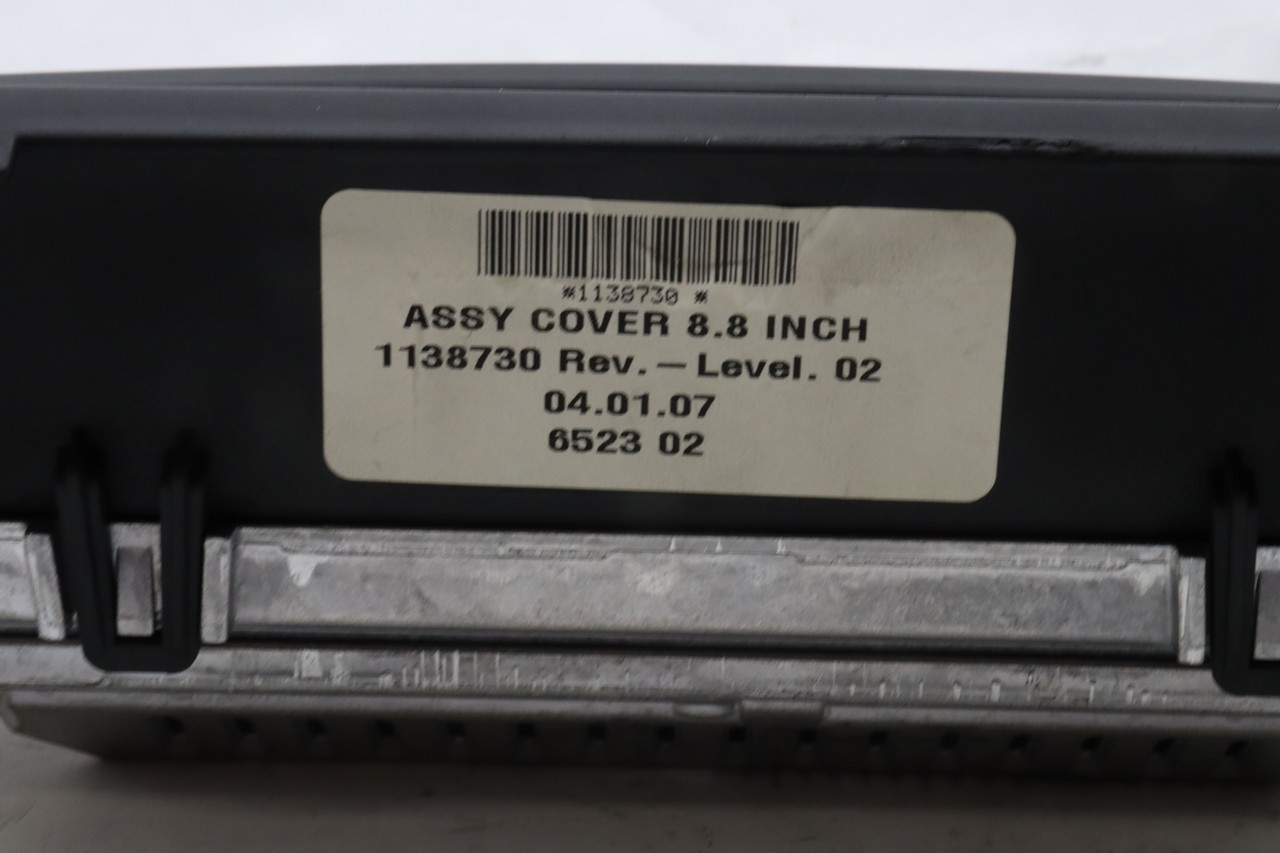 *1138730 *
ASSY COVER 8.8 INCH
1138730 Rev. – Level. 02
04.01.07
6523 02